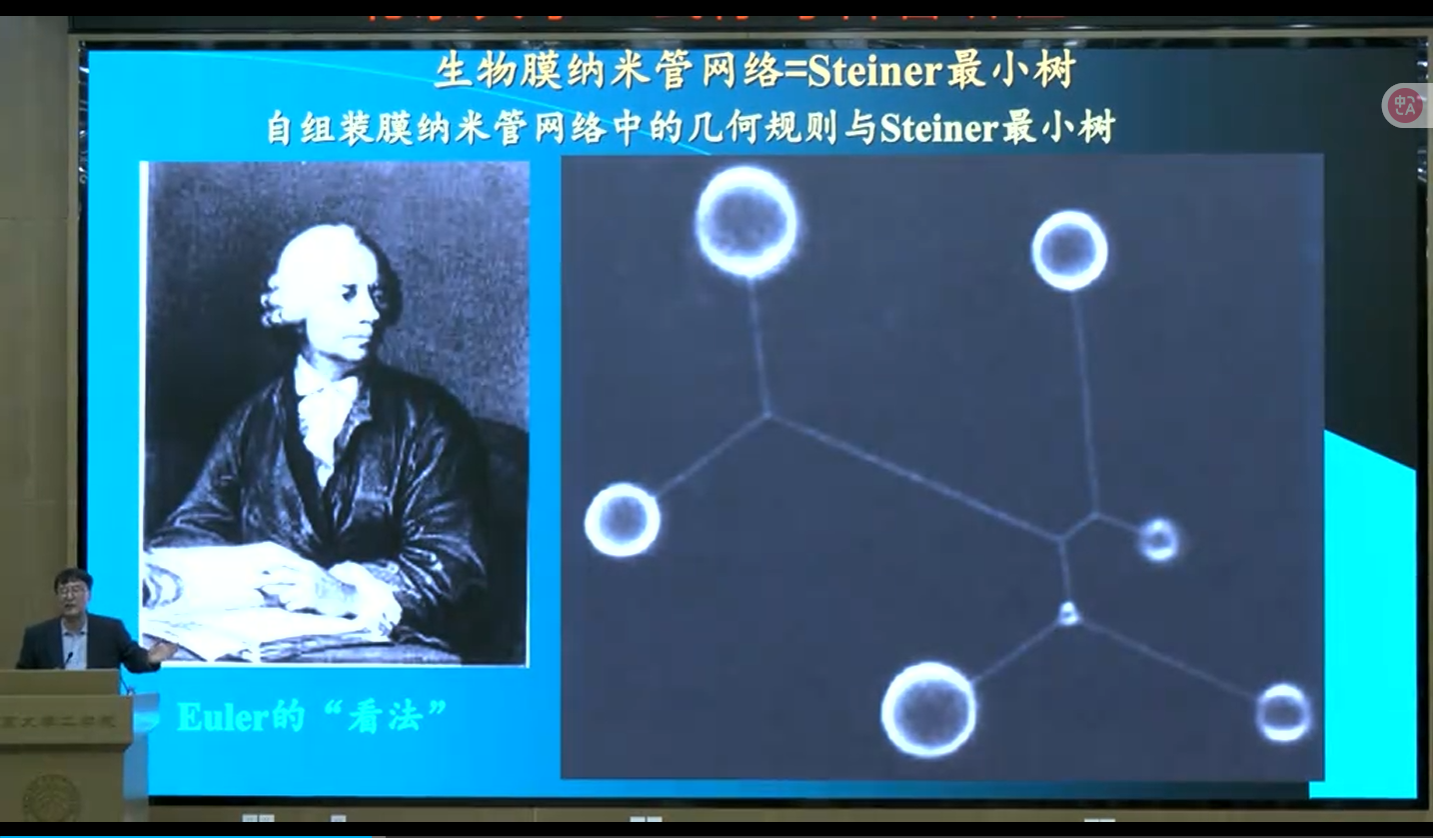 生物膜纳米管网络=Steiner最小树
自组装膜纳米管网络中的几何规则与Steiner最小树
Euler的“看法”
中
A